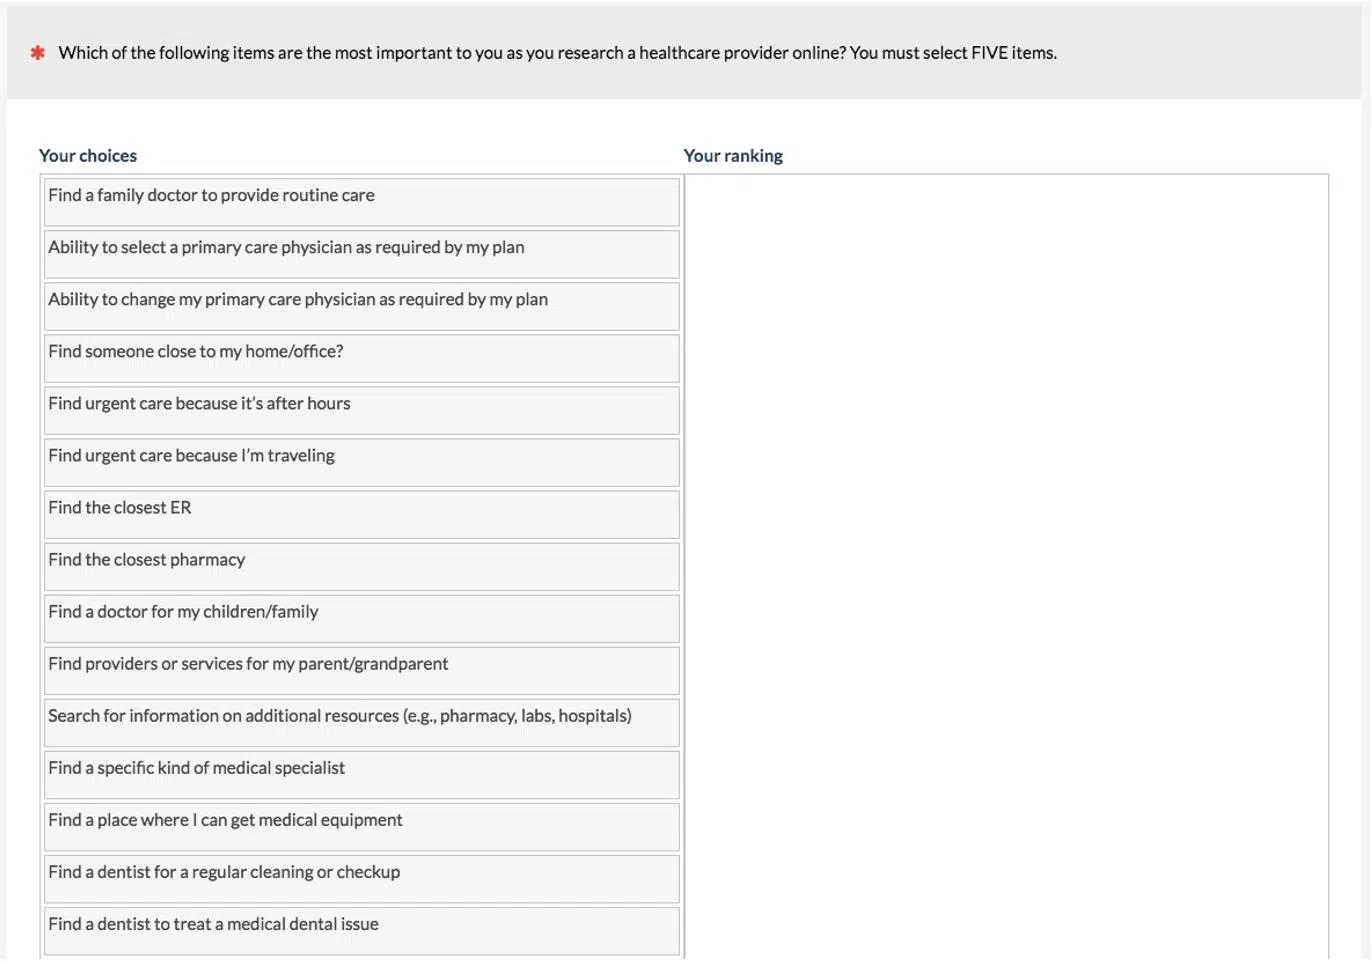 * Which of the following items are the most important to you as you research a healthcare provider online? You must select FIVE items.
Your choices
Your ranking
Find a family doctor to provide routine care
Ability to select a primary care physician as required by my plan
Ability to change my primary care physician as required by my plan
Find someone close to my home/office?
Find urgent care because it’s after hours
Find urgent care because I’m traveling
Find the closest ER
Find the closest pharmacy
Find a doctor for my children/family
Find providers or services for my parent/grandparent
Search for information on additional resources (e.g., pharmacy, labs, hospitals)
Find a specific kind of medical specialist
Find a place where I can get medical equipment
Find a dentist for a regular cleaning or checkup
Find a dentist to treat a medical dental issue